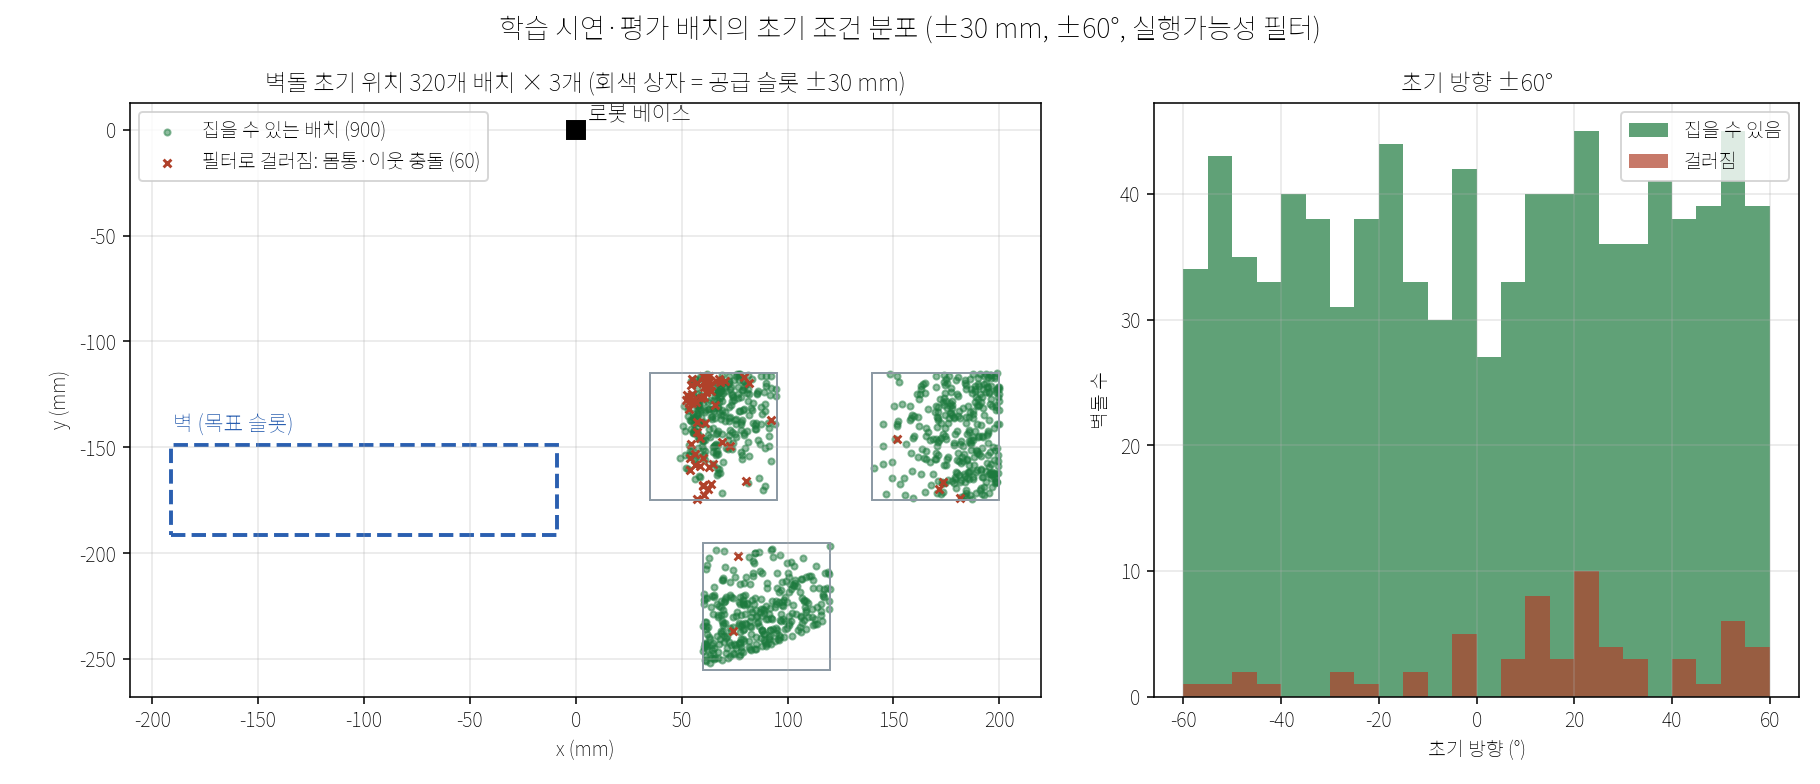 학습 시연·평가 배치의 초기 조건 분포 (±30 mm, ±60°, 실행가능성 필터)
벽돌 초기 위치 320개 배치 × 3개 (회색 상자 = 공급 슬롯 ±30 mm)
집을 수 있는 배치 (900)
필터로 걸러짐: 몸통·이웃 충돌 (60)
로봇 베이스
벽 (목표 슬롯)
0
-50
-100
-150
-200
-250
y (mm)
-200 -150 -100 -50 0 50 100 150 200
x (mm)
초기 방향 ±60°
집을 수 있음
걸러짐
40
30
20
10
0
벽돌 수
-60 -40 -20 0 20 40 60
초기 방향 (°)